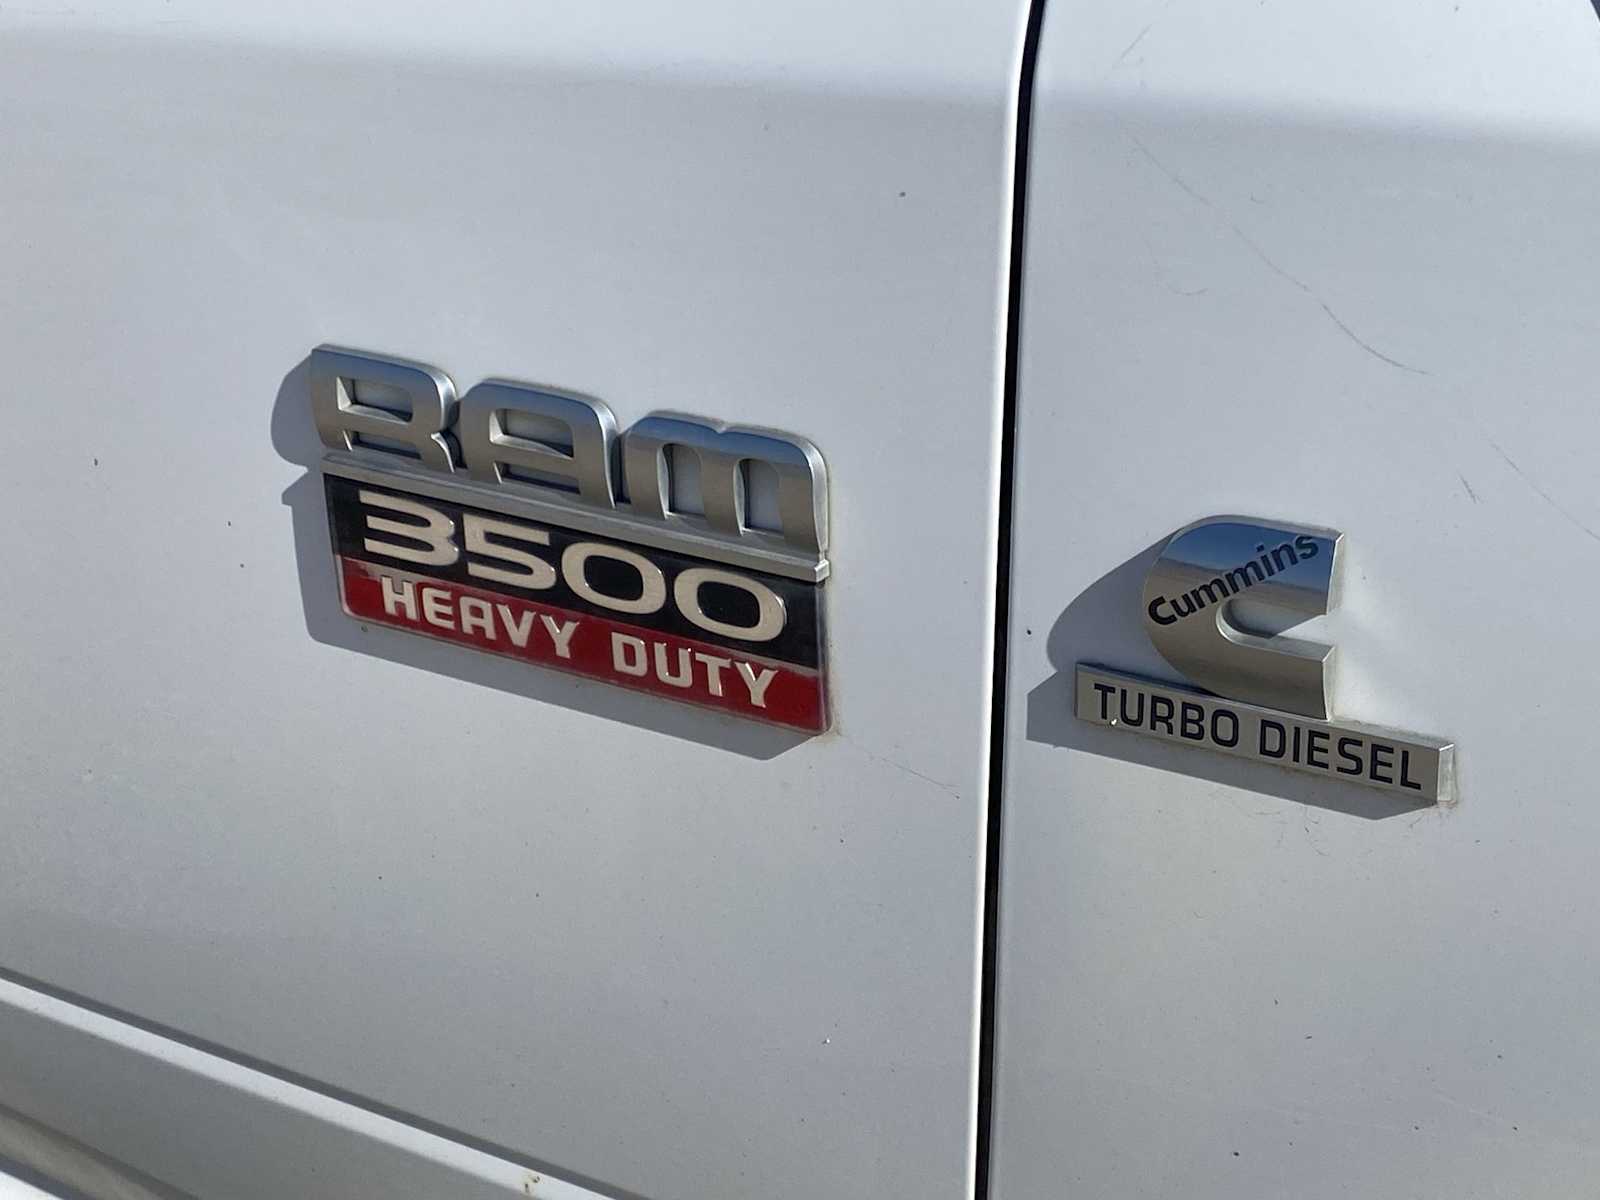 RAM
3500
HEAVY DUTY
Cummins
TURBO DIESEL